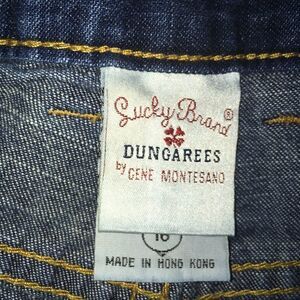 Lucky Brand®
DUNGAREES
by GENE MONTESANO
16
MADE IN HONG KONG